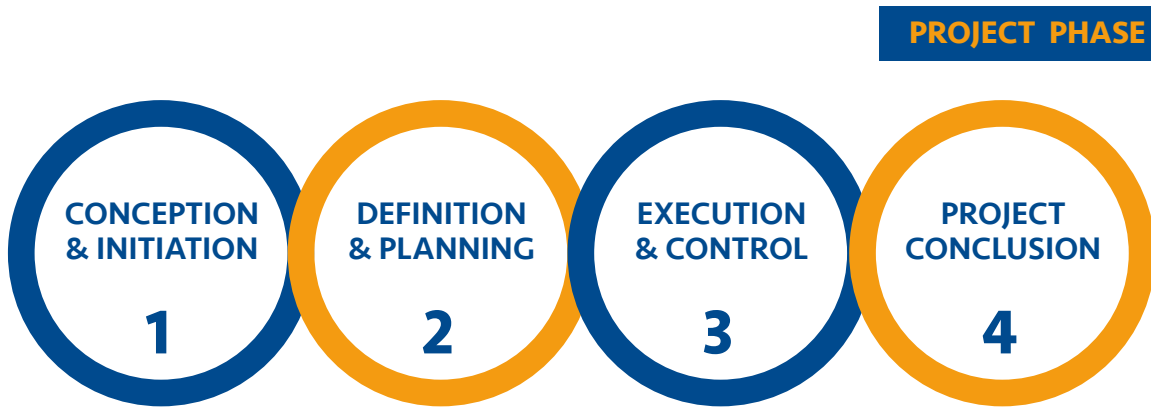 PROJECT PHASE
CONCEPTION
& INITIATION
1
DEFINITION
& PLANNING
2
EXECUTION
& CONTROL
3
PROJECT
CONCLUSION
4